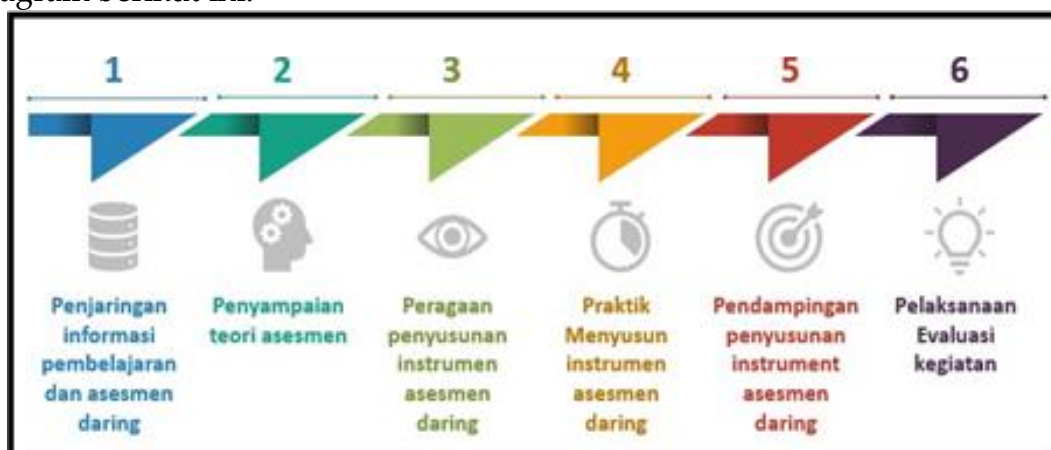 1
2
3
4
5
6
Penjaringan
informasi
pembelajaran
dan asesmen
daring
Penyampaian
teori asesmen
Peragaan
penyusunan
instrumen
asesmen
daring
Praktik
Menyusun
instrumen
asesmen
daring
Pendampingan
penyusunan
instrument
asesmen
daring
Pelaksanaan
Evaluasi
kegiatan